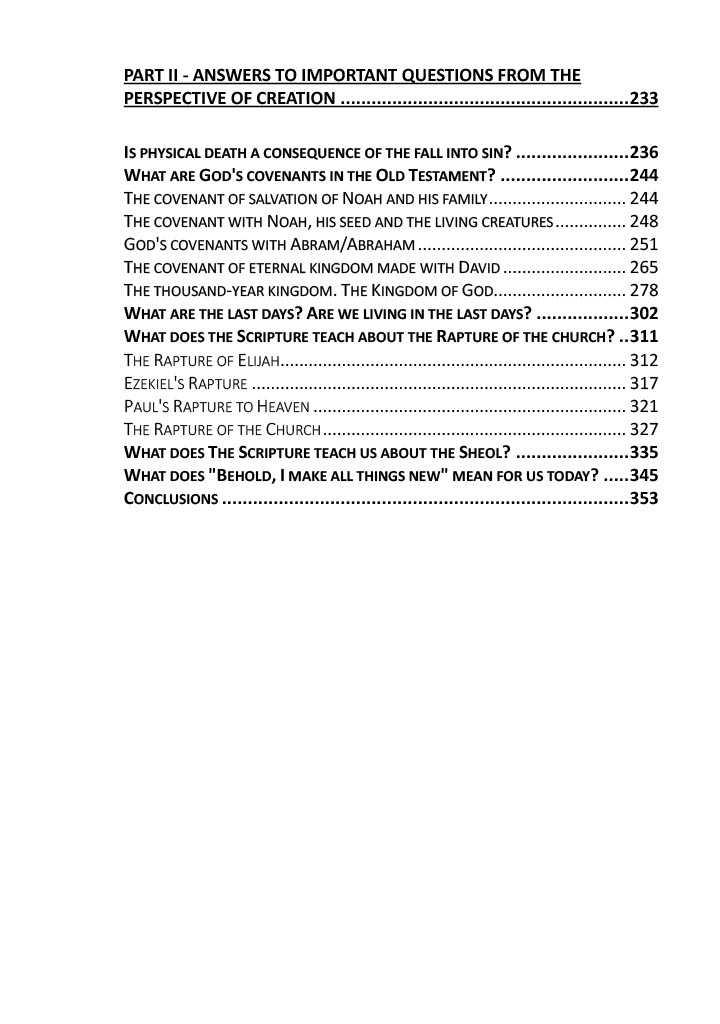 PART II - ANSWERS TO IMPORTANT QUESTIONS FROM THE
PERSPECTIVE OF CREATION ........................................................233
IS PHYSICAL DEATH A CONSEQUENCE OF THE FALL INTO SIN? ......................236
WHAT ARE GOD'S COVENANTS IN THE OLD TESTAMENT? .........................244
THE COVENANT OF SALVATION OF NOAH AND HIS FAMILY........................... 244
THE COVENANT WITH NOAH, HIS SEED AND THE LIVING CREATURES.............. 248
GOD'S COVENANTS WITH ABRAM/ABRAHAM......................................... 251
THE COVENANT OF ETERNAL KINGDOM MADE WITH DAVID ........................ 265
THE THOUSAND-YEAR KINGDOM. THE KINGDOM OF GOD.......................... 278
WHAT ARE THE LAST DAYS? ARE WE LIVING IN THE LAST DAYS? ..................302
WHAT DOES THE SCRIPTURE TEACH ABOUT THE RAPTURE OF THE CHURCH? ..311
THE RAPTURE OF ELIJAH.................................................................... 312
EZEKIEL'S RAPTURE .......................................................................... 317
PAUL'S RAPTURE TO HEAVEN .............................................................. 321
THE RAPTURE OF THE CHURCH............................................................ 327
WHAT DOES THE SCRIPTURE TEACH US ABOUT THE SHEOL? ......................335
WHAT DOES "BEHOLD, I MAKE ALL THINGS NEW" MEAN FOR US TODAY? .....345
CONCLUSIONS ................................................................................353